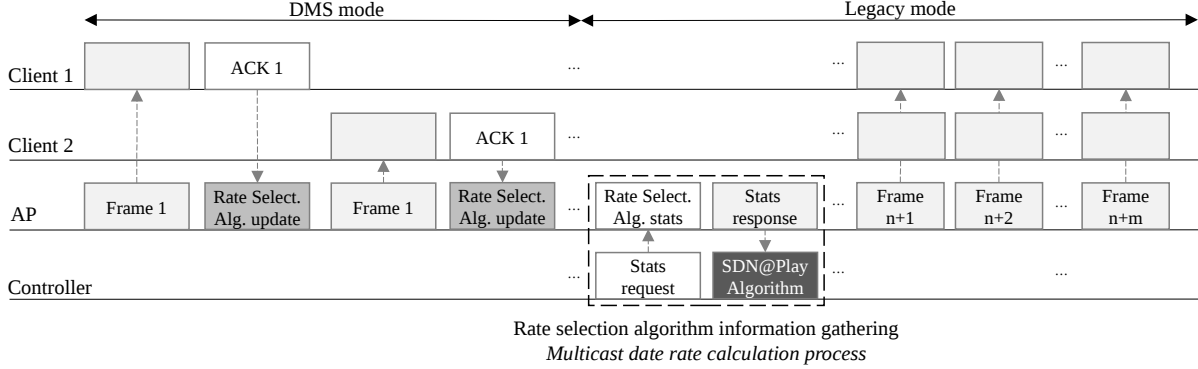 DMS mode
Legacy mode
Client 1
ACK 1
...
...
...
...
Client 2
ACK 1
...
...
...
AP
Frame 1
Rate Select.
Alg. update
Frame 1
Rate Select.
Alg. update
...
Rate Select.
Alg. stats
Stats
response
...
Frame
n+1
Frame
n+2
...
Frame
n+m
Controller
...
Stats
request
SDN@Play
Algorithm
...
...
Rate selection algorithm information gathering
Multicast date rate calculation process